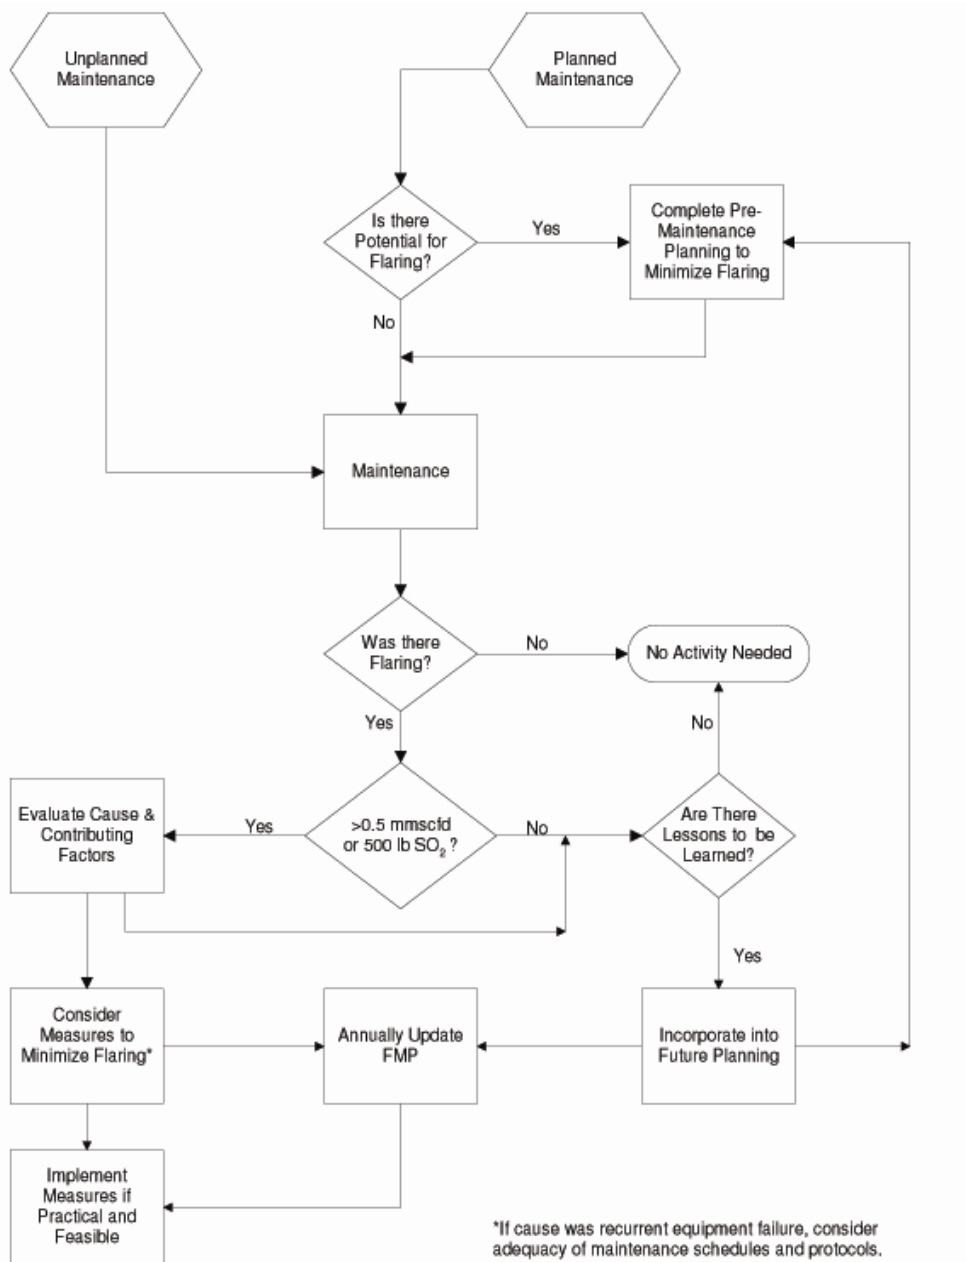 Unplanned
Maintenance
Planned
Maintenance
Is there
Potential for
Flaring?
Yes
Complete Pre-
Maintenance
Planning to
Minimize Flaring
No
Maintenance
Was there
Flaring?
No
No Activity Needed
Yes
No
Evaluate Cause &
Contributing
Factors
Yes
>0.5 mmscfd
or 500 lb SO₂ ?
No
Are There
Lessons to be
Learned?
Yes
Consider
Measures to
Minimize Flaring*
Annually Update
FMP
Incorporate into
Future Planning
Implement
Measures if
Practical and
Feasible
*If cause was recurrent equipment failure, consider
adequacy of maintenance schedules and protocols.